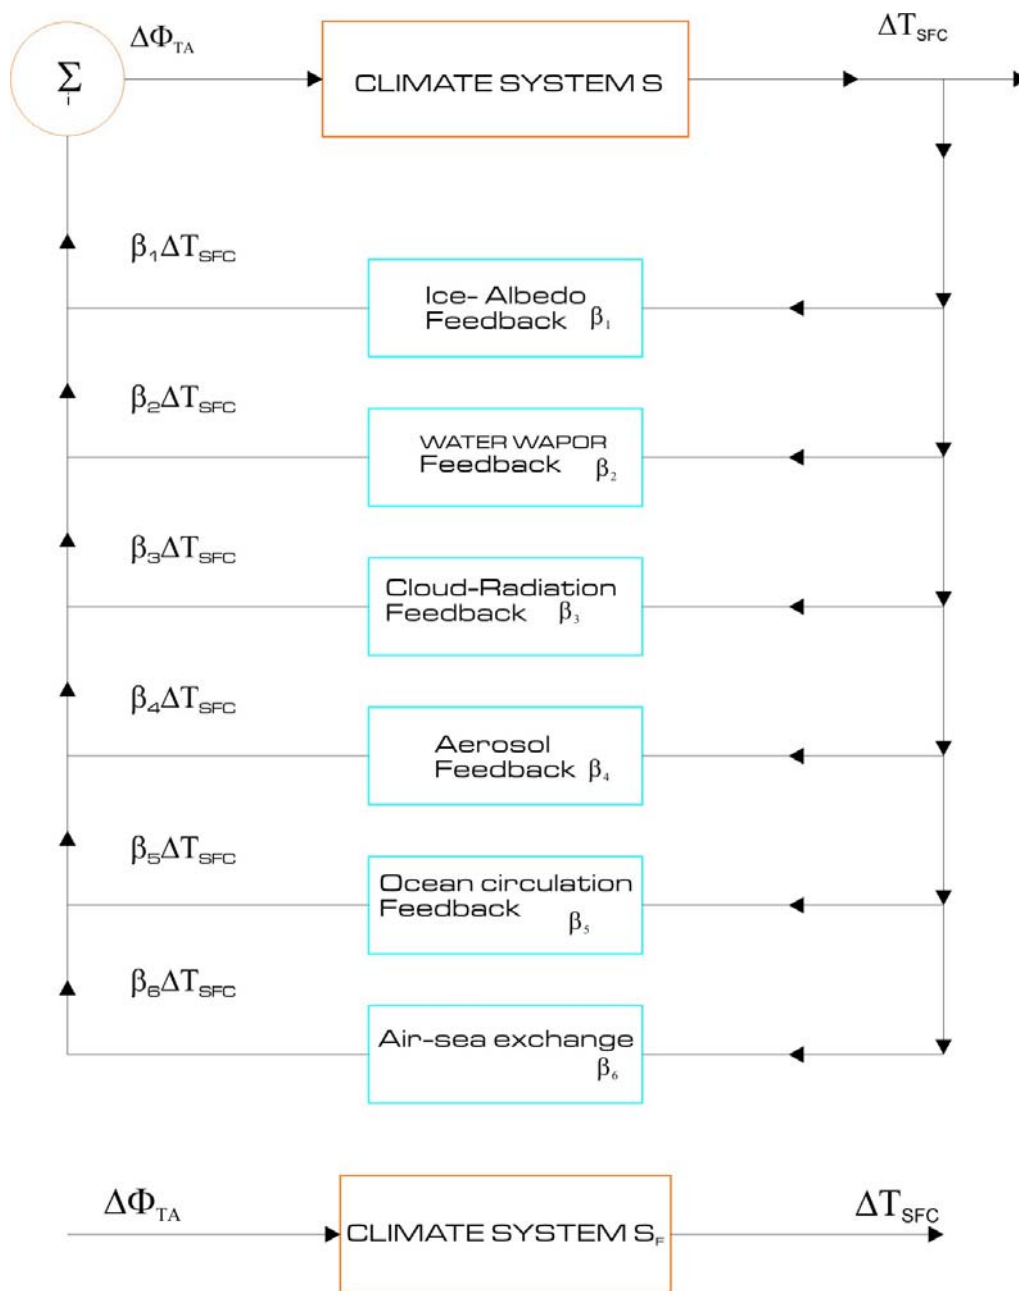 ΔΦ_TA
ΔT_SFC
Σ
i
CLIMATE SYSTEM S
β₁ΔT_SFC
Ice- Albedo
Feedback β₁
β₂ΔT_SFC
WATER WAPOR
Feedback β₂
β₃ΔT_SFC
Cloud-Radiation
Feedback β₃
β₄ΔT_SFC
Aerosol
Feedback β₄
β₅ΔT_SFC
Ocean circulation
Feedback β₅
β₆ΔT_SFC
Air-sea exchange
β₆
ΔΦ_TA
CLIMATE SYSTEM S_F
ΔT_SFC